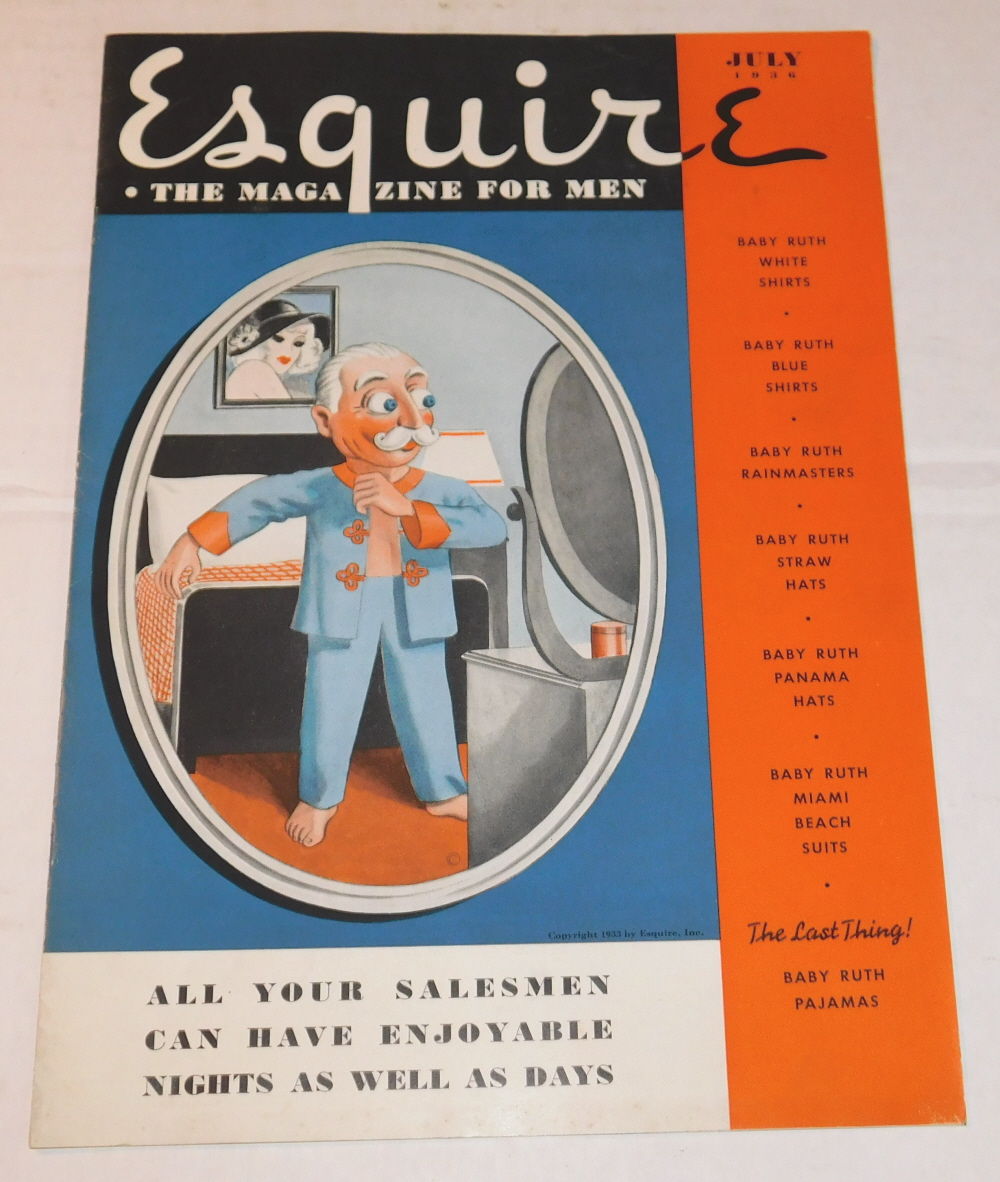 EsquirE
• THE MAGAZINE FOR MEN
JULY
1936
BABY RUTH
WHITE
SHIRTS
•
BABY RUTH
BLUE
SHIRTS
•
BABY RUTH
RAINMASTERS
•
BABY RUTH
STRAW
HATS
•
BABY RUTH
PANAMA
HATS
•
BABY RUTH
MIAMI
BEACH
SUITS
•
The Last Thing!
BABY RUTH
PAJAMAS
©
Copyright 1933 by Esquire, Inc.
ALL YOUR SALESMEN
CAN HAVE ENJOYABLE
NIGHTS AS WELL AS DAYS